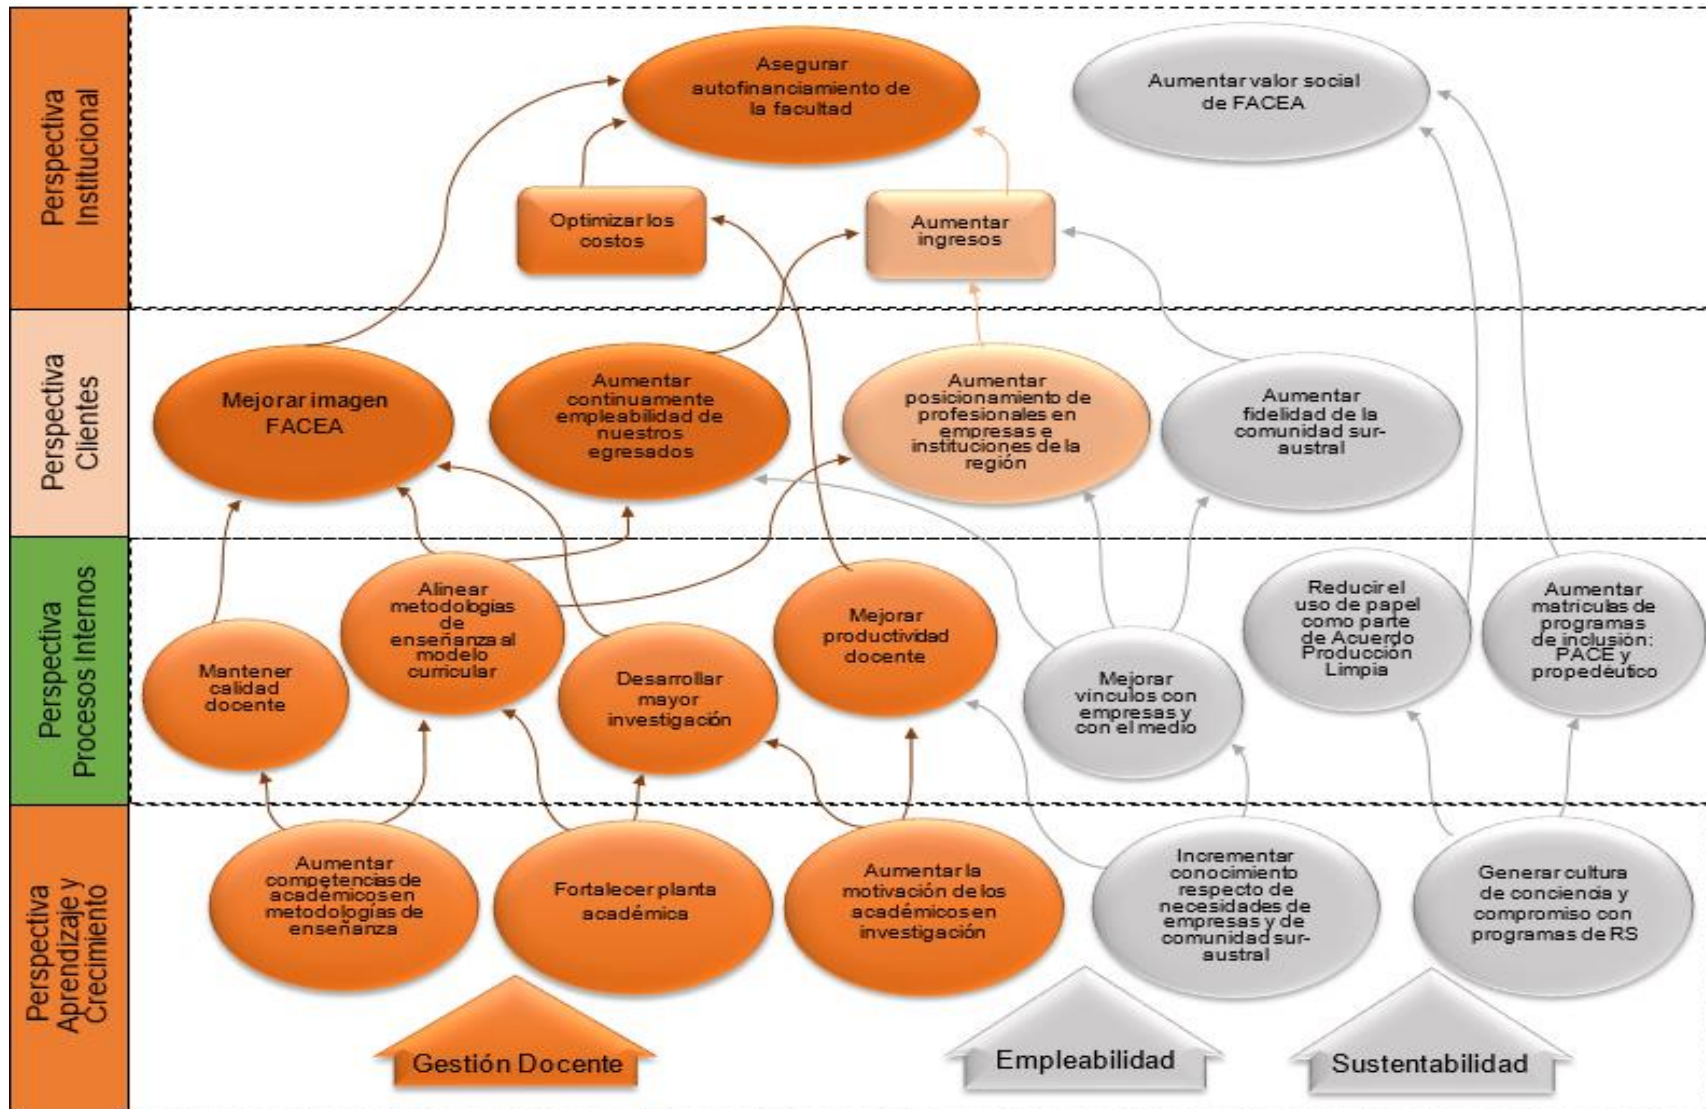 Perspectiva
Institucional
Asegurar
autofinanciamiento de
la facultad
Aumentar valor social
de FACEA
Optimizar los
costos
Aumentar
ingresos
Perspectiva
Clientes
Mejorar imagen
FACEA
Aumentar
continuamente
empleabilidad de
nuestros
egresados
Aumentar
posicionamiento de
profesionales en
empresas e
instituciones de la
región
Aumentar
fidelidad de la
comunidad sur-
austral
Perspectiva
Procesos Internos
Mantener
calidad
docente
Alinear
metodologías
de
enseñanza al
modelo
curricular
Desarrollar
mayor
investigación
Mejorar
productividad
docente
Mejorar
vínculos con
empresas y
con el medio
Reducir el
uso de papel
como parte
de Acuerdo
Producción
Limpia
Aumentar
matriculas de
programas
de inclusión:
PACE y
propedéutico
Perspectiva
Aprendizaje y
Crecimiento
Aumentar
competencias de
académicos en
metodologías de
enseñanza
Fortalecer planta
académica
Aumentar la
motivación de los
académicos en
investigación
Incrementar
conocimiento
respecto de
necesidades de
empresas y de
comunidad sur-
austral
Generar cultura
de conciencia y
compromiso con
programas de RS
Gestión Docente
Empleabilidad
Sustentabilidad